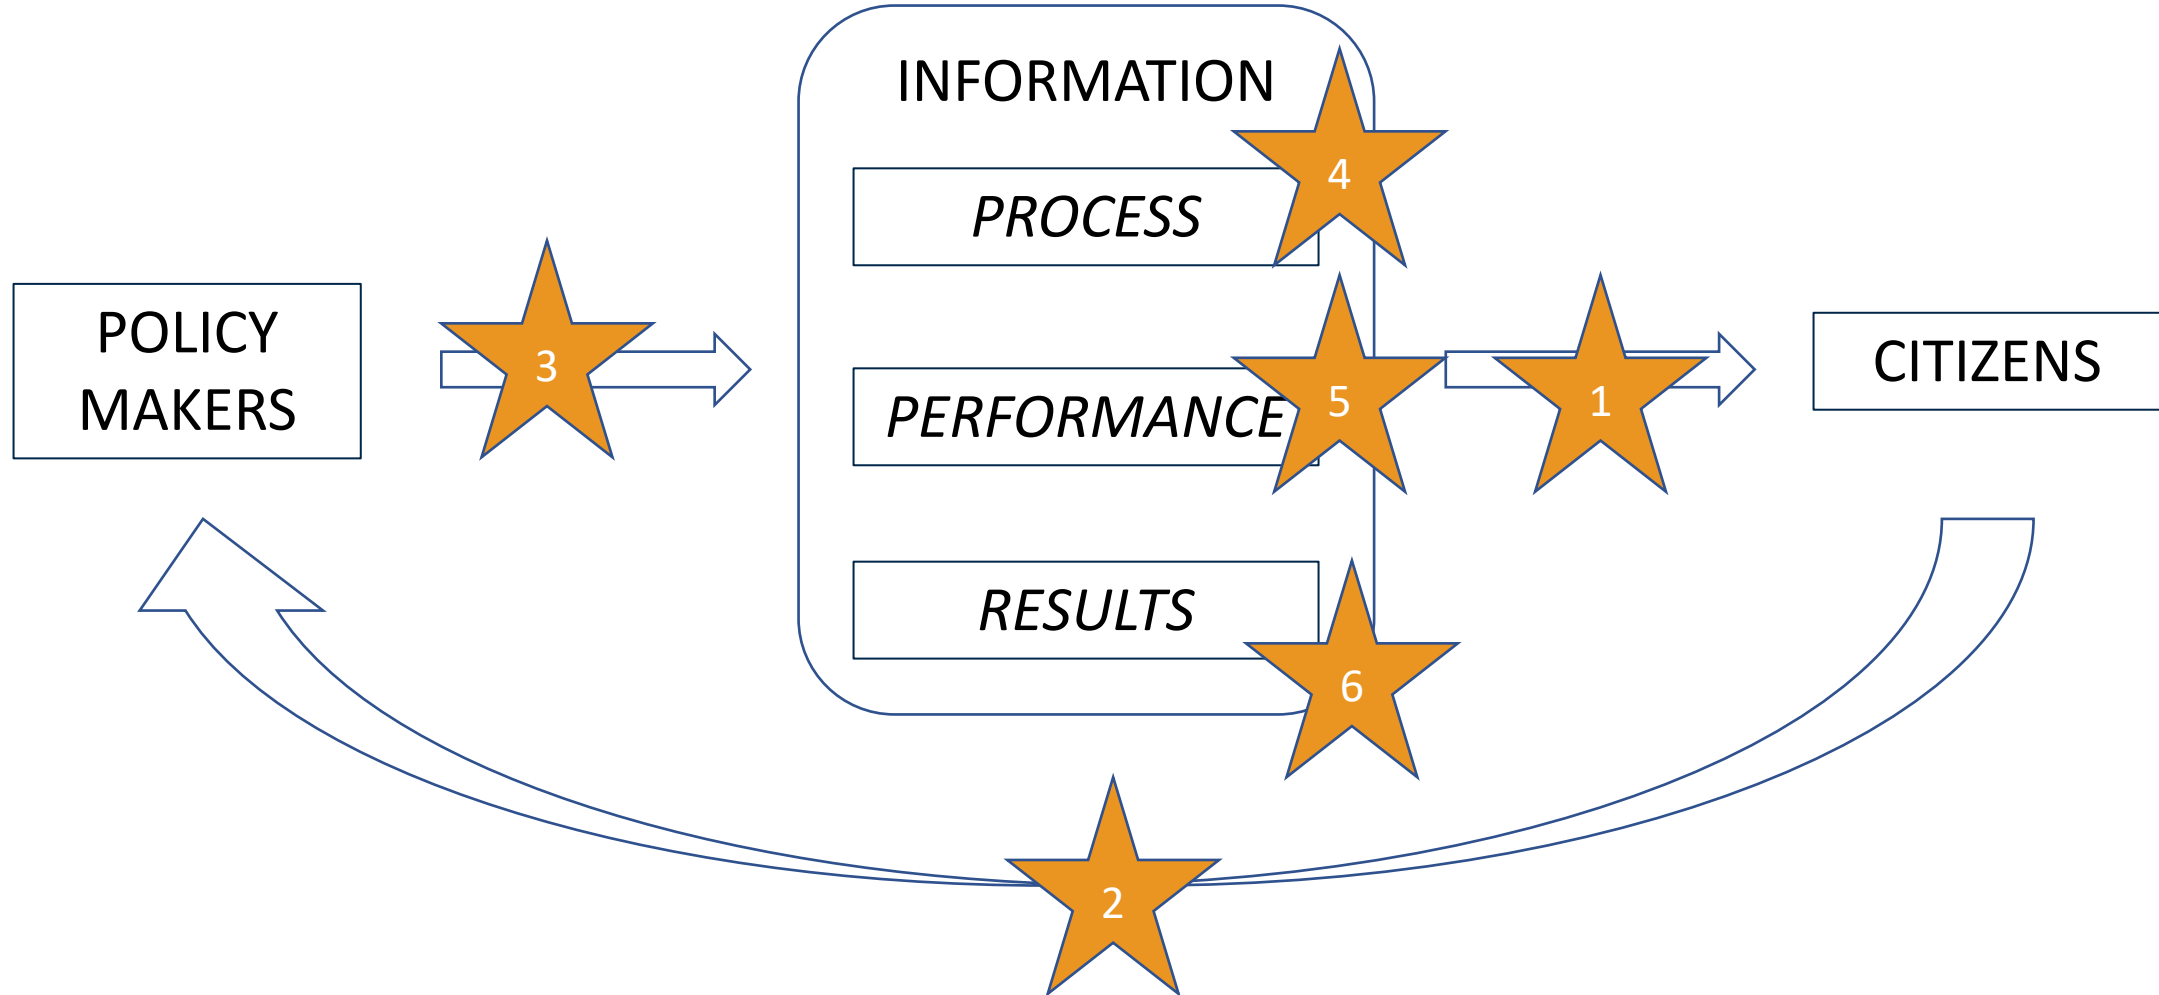 INFORMATION
4
PROCESS
POLICY
MAKERS
3
PERFORMANCE
5
1
CITIZENS
RESULTS
6
2